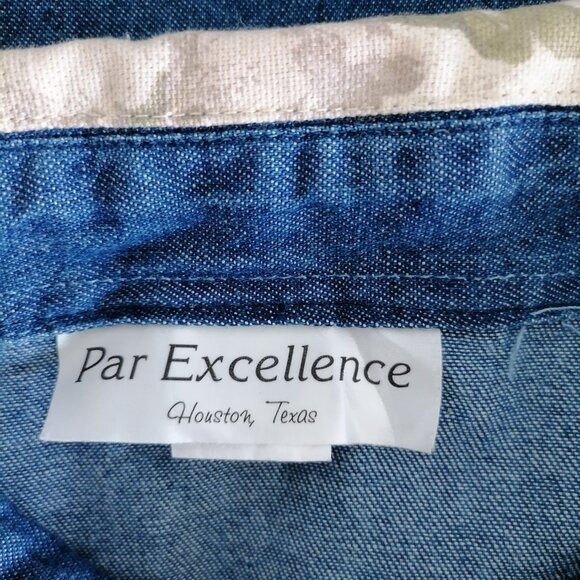 Par Excellence
Houston, Texas